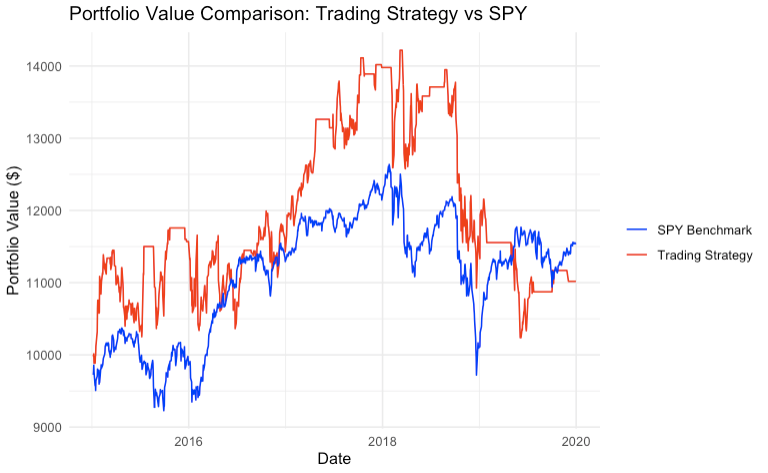 Portfolio Value Comparison: Trading Strategy vs SPY
Portfolio Value ($)
14000
13000
12000
11000
10000
9000
2016
2018
2020
Date
SPY Benchmark
Trading Strategy